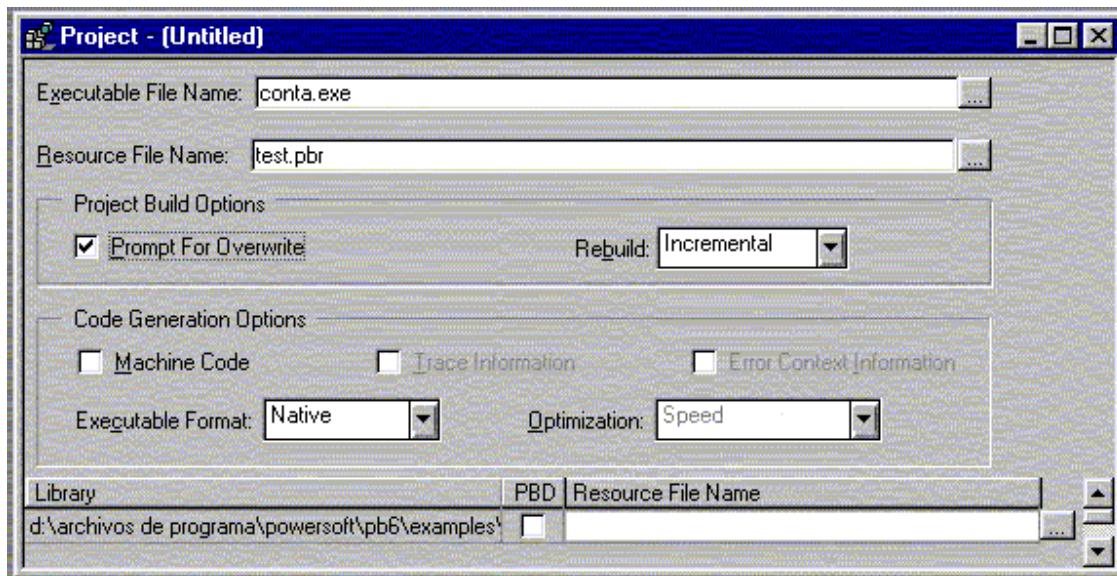 Project - (Untitled)
Executable File Name: conta.exe ...
Resource File Name: test.pbr ...
Project Build Options
Prompt For Overwrite Rebuild: Incremental
Code Generation Options
Machine Code Trace Information Error Context Information
Executable Format: Native Optimization: Speed
Library PBD Resource File Name
d:\archivos de programa\powersoft\pb6\examples\ ...